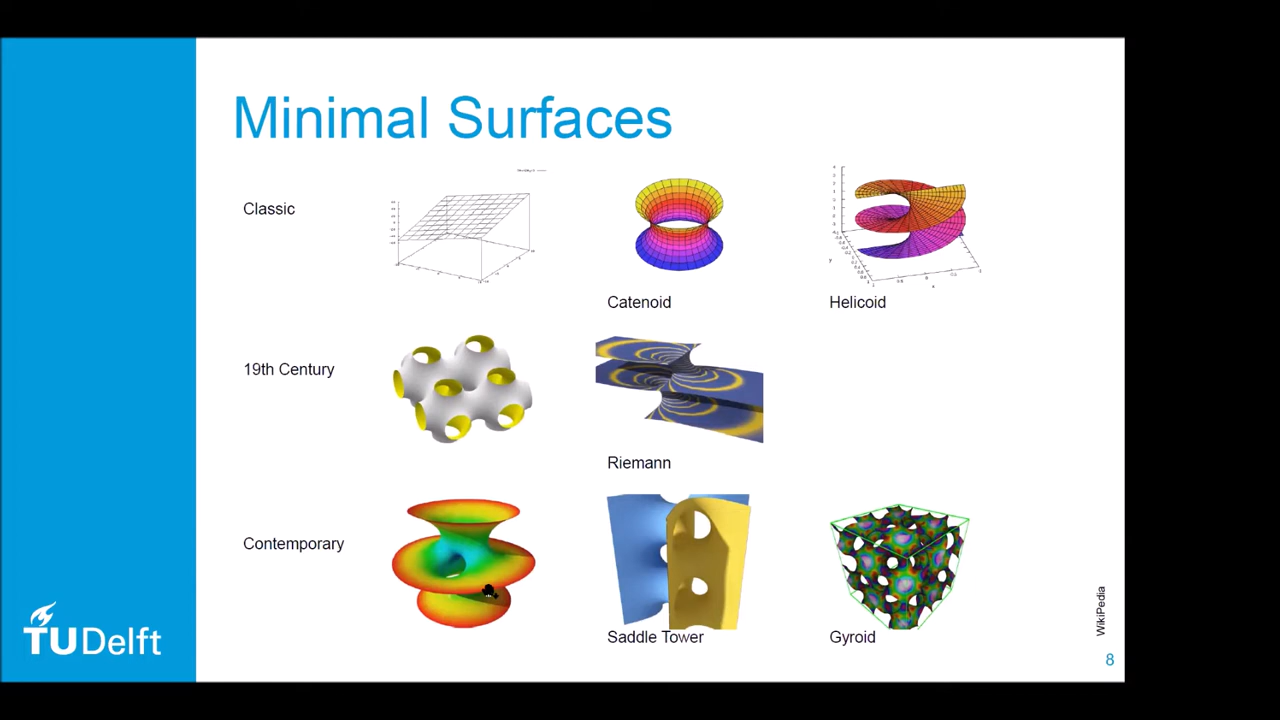 Minimal Surfaces
Classic
Catenoid
Helicoid
19th Century
Riemann
Contemporary
Saddle Tower
Gyroid
WikiPedia
TUDelft
8